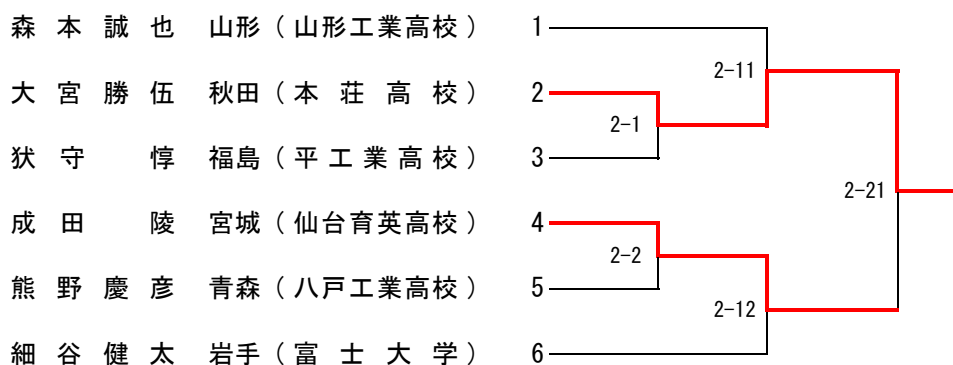 森本誠也 山形（山形工業高校） 1
2-11
大宮勝伍 秋田（本荘高校） 2
2-1
狀守惇 福島（平工業高校） 3
2-21
成田陵 宮城（仙台育英高校） 4
2-2
熊野慶彦 青森（八戸工業高校） 5
2-12
細谷健太 岩手（富士大学） 6